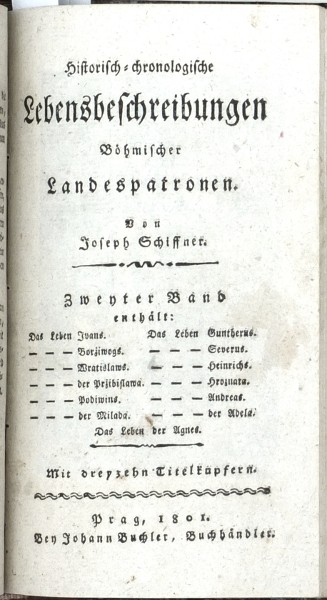 Historisch-chronologische
Lebensbeschreibungen
Böhmischer
Landespatronen.
Von
Joseph Schiffner.
Zweyter Band
enthält:
Das Leben Jvans. Das Leben Guntherus.
— — — Borziwogs. — — — Severus.
— — — Wratislaws. — — — Heinrichs.
— — — der Przibislawa. — — — Hroznata.
— — — Podiwins. — — — Andreas.
— — — der Milada. — — — der Adela.
Das Leben der Agnes.
Mit dreyzehn Titelkupfern.
Prag, 1801.
Bey Johann Buchler, Buchhändler.